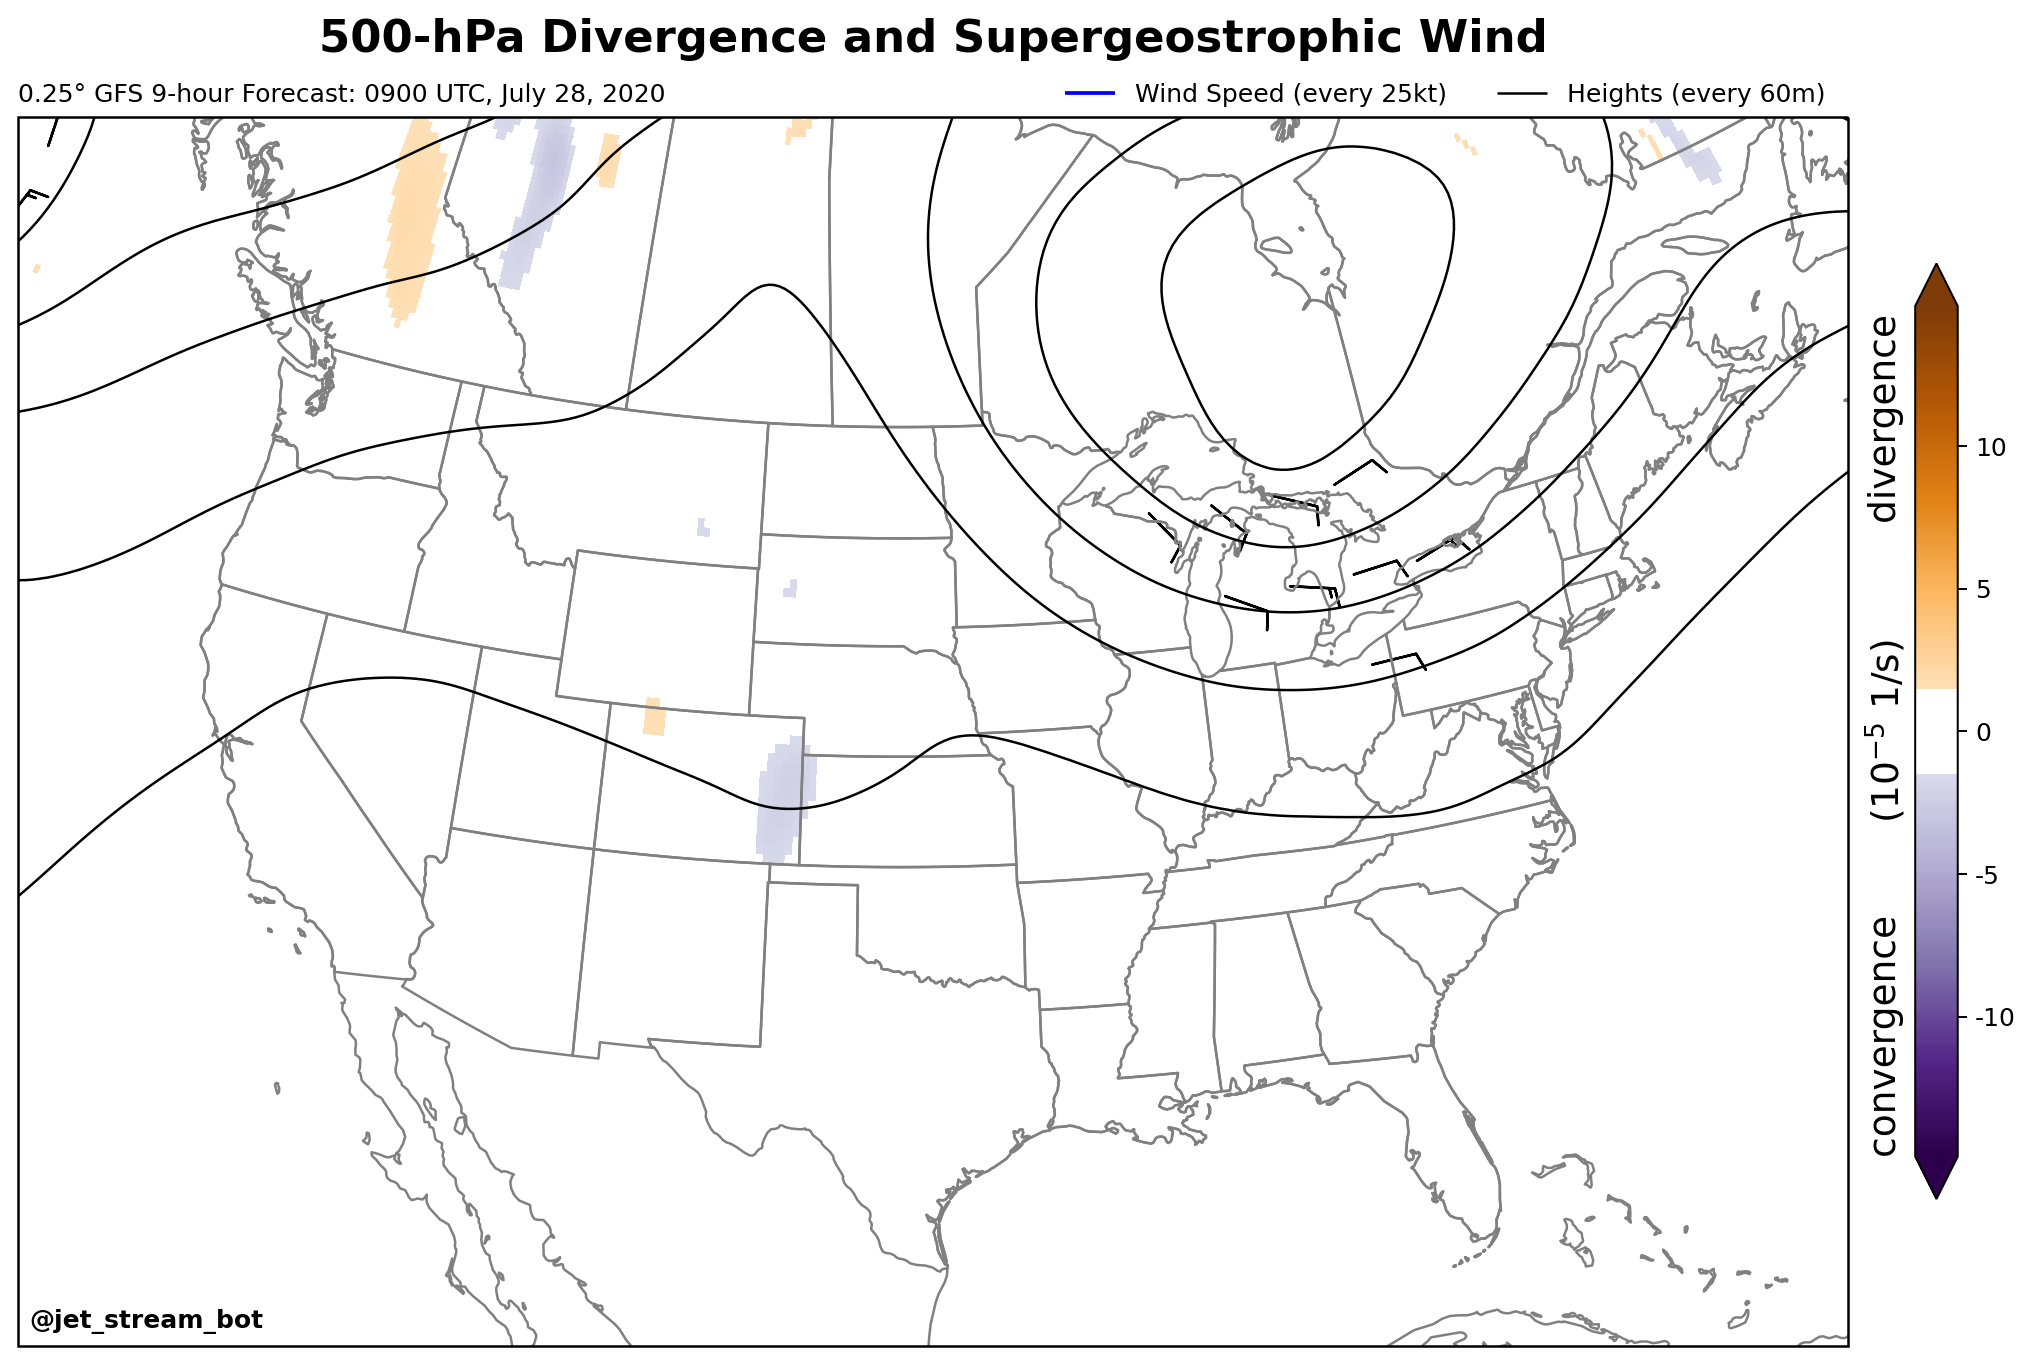 500-hPa Divergence and Supergeostrophic Wind
0.25° GFS 9-hour Forecast: 0900 UTC, July 28, 2020
Wind Speed (every 25kt)
Heights (every 60m)
convergence (10⁻⁵ 1/s) divergence
10
5
0
-5
-10
@jet_stream_bot